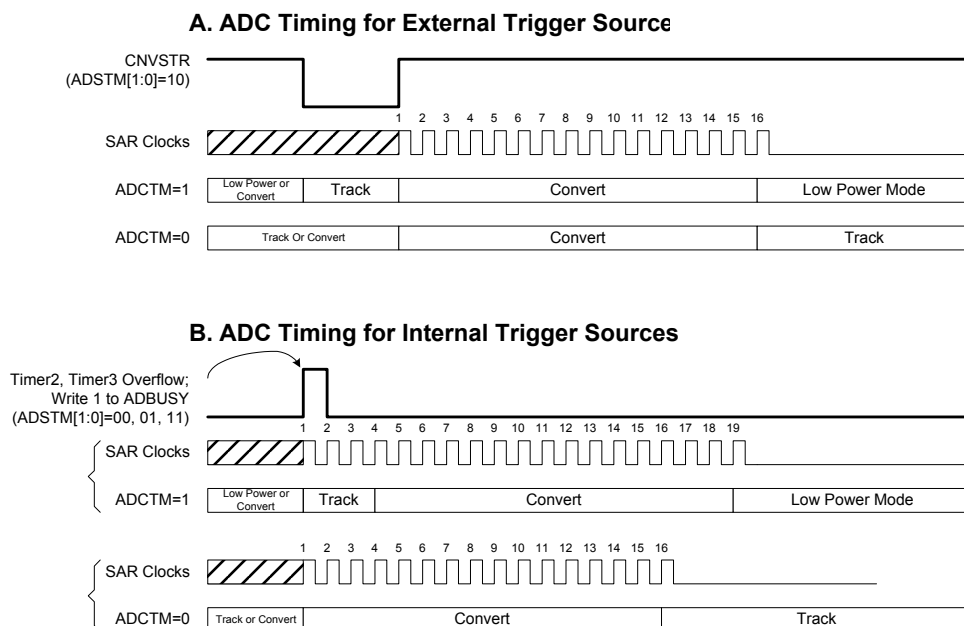 A. ADC Timing for External Trigger Source
CNVSTR
(ADSTM[1:0]=10)
1 2 3 4 5 6 7 8 9 10 11 12 13 14 15 16
SAR Clocks
ADCTM=1 Low Power or Convert Track Convert Low Power Mode
ADCTM=0 Track Or Convert Convert Track
B. ADC Timing for Internal Trigger Sources
Timer2, Timer3 Overflow;
Write 1 to ADBUSY
(ADSTM[1:0]=00, 01, 11)
1 2 3 4 5 6 7 8 9 10 11 12 13 14 15 16 17 18 19
SAR Clocks
ADCTM=1 Low Power or Convert Track Convert Low Power Mode
1 2 3 4 5 6 7 8 9 10 11 12 13 14 15 16
SAR Clocks
ADCTM=0 Track or Convert Convert Track